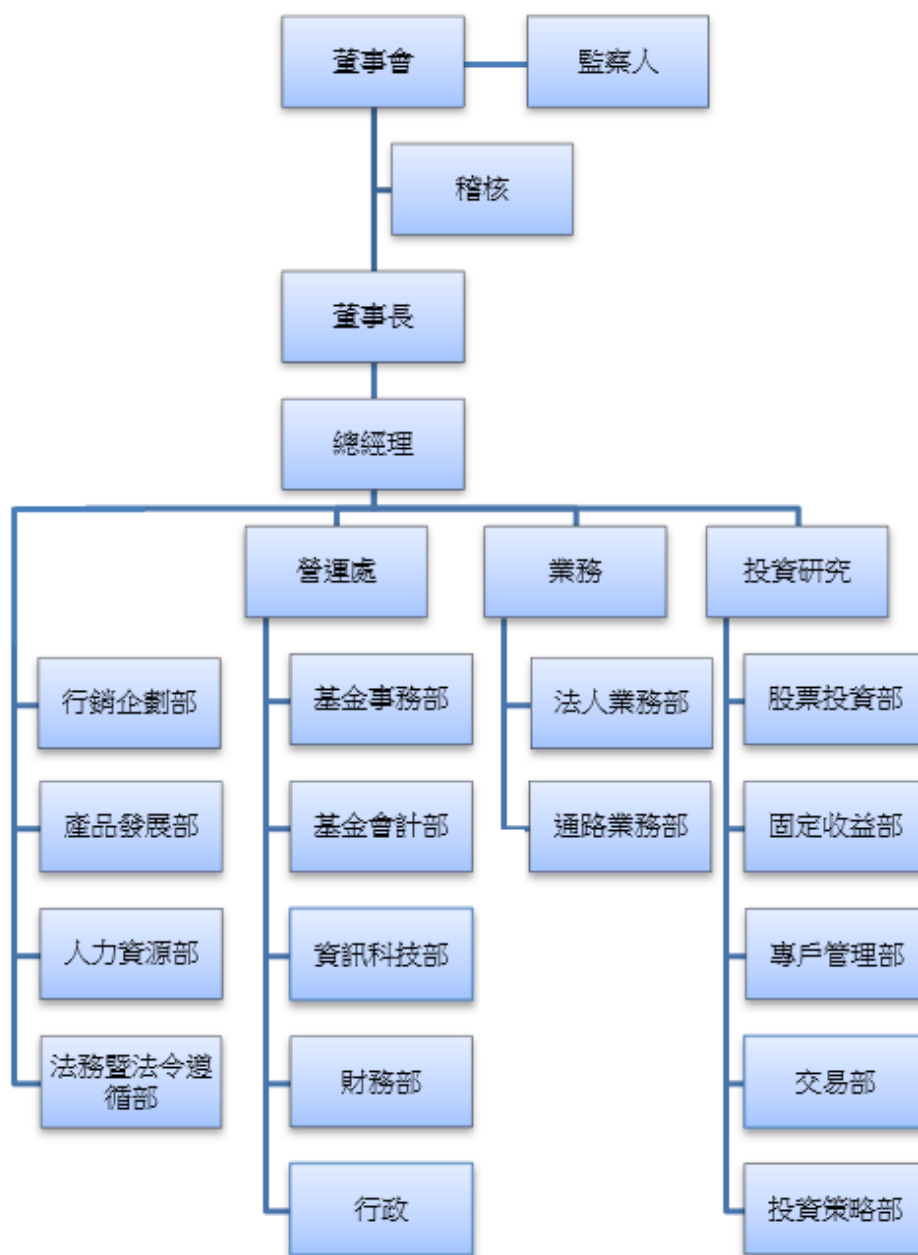 董事會
監察人
稽核
董事長
總經理
營運處
業務
投資研究
行銷企劃部
產品發展部
人力資源部
法務暨法令遵
循部
基金事務部
基金會計部
資訊科技部
財務部
行政
法人業務部
通路業務部
股票投資部
固定收益部
專戶管理部
交易部
投資策略部